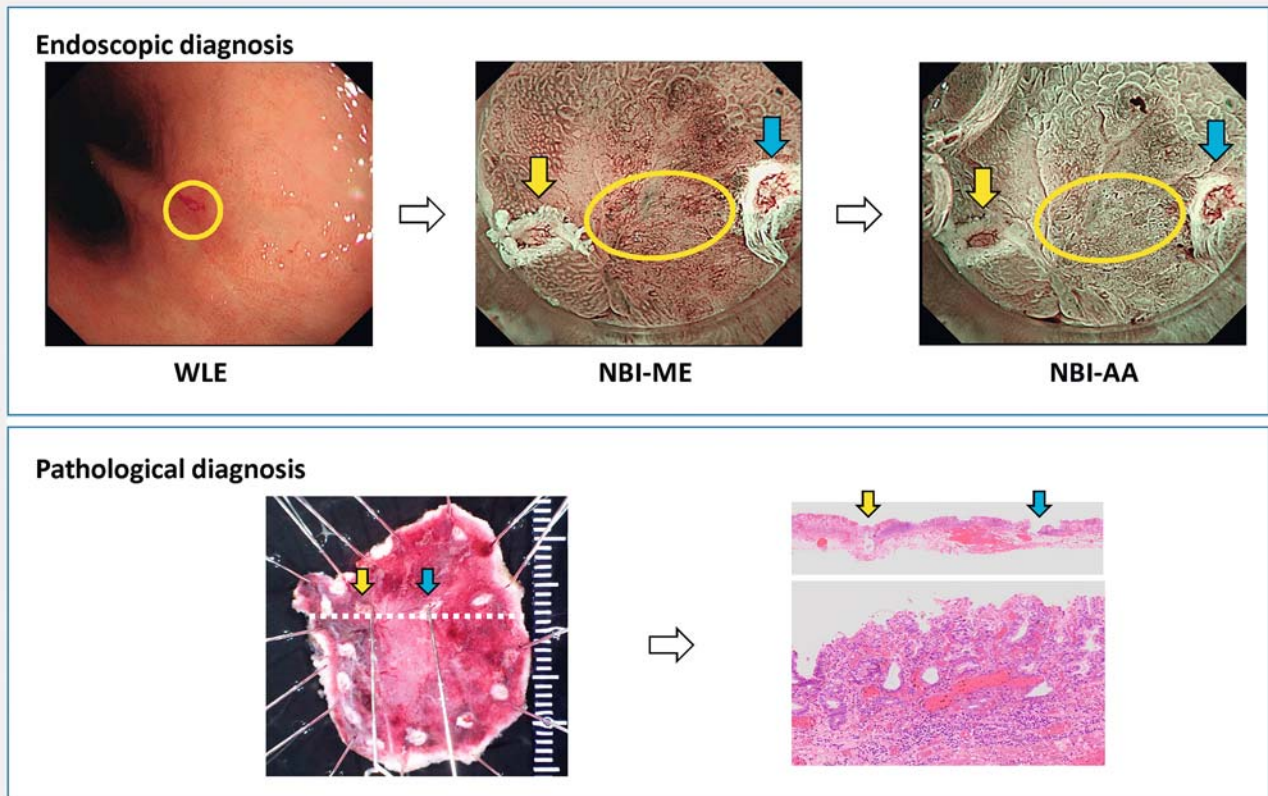 Endoscopic diagnosis
WLE
NBI-ME
NBI-AA
Pathological diagnosis